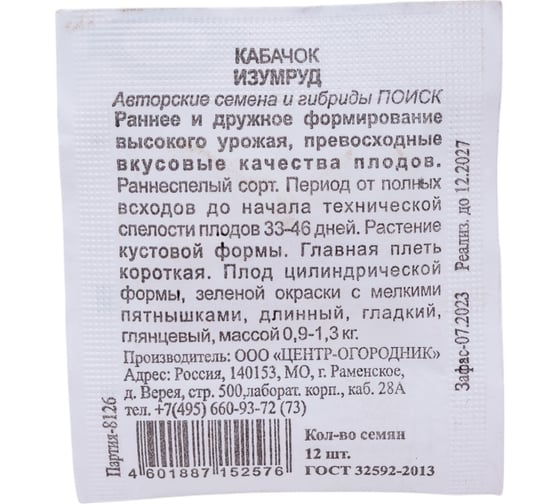 КАБАЧОК
ИЗУМРУД
Авторские семена и гибриды ПОИСК
Раннее и дружное формирование
высокого урожая, превосходные
вкусовые качества плодов.
Раннеспелый сорт. Период от полных
всходов до начала технической
спелости плодов 33-46 дней. Растение
кустовой формы. Главная плеть
короткая. Плод цилиндрической
формы, зеленой окраски с мелкими
пятнышками, длинный, гладкий,
глянцевый, массой 0,9-1,3 кг.
Производитель: ООО «ЦЕНТР-ОГОРОДНИК»
Адрес: Россия, 140153, МО, г. Раменское,
д. Верея, стр. 500,лаборат. корп., каб. 28А
тел. +7(495) 660-93-72 (73)
Партия-8126
4 601887 152576
Кол-во семян
12 шт.
ГОСТ 32592-2013
Зафас-07.2023 Реализ. до 12.2027